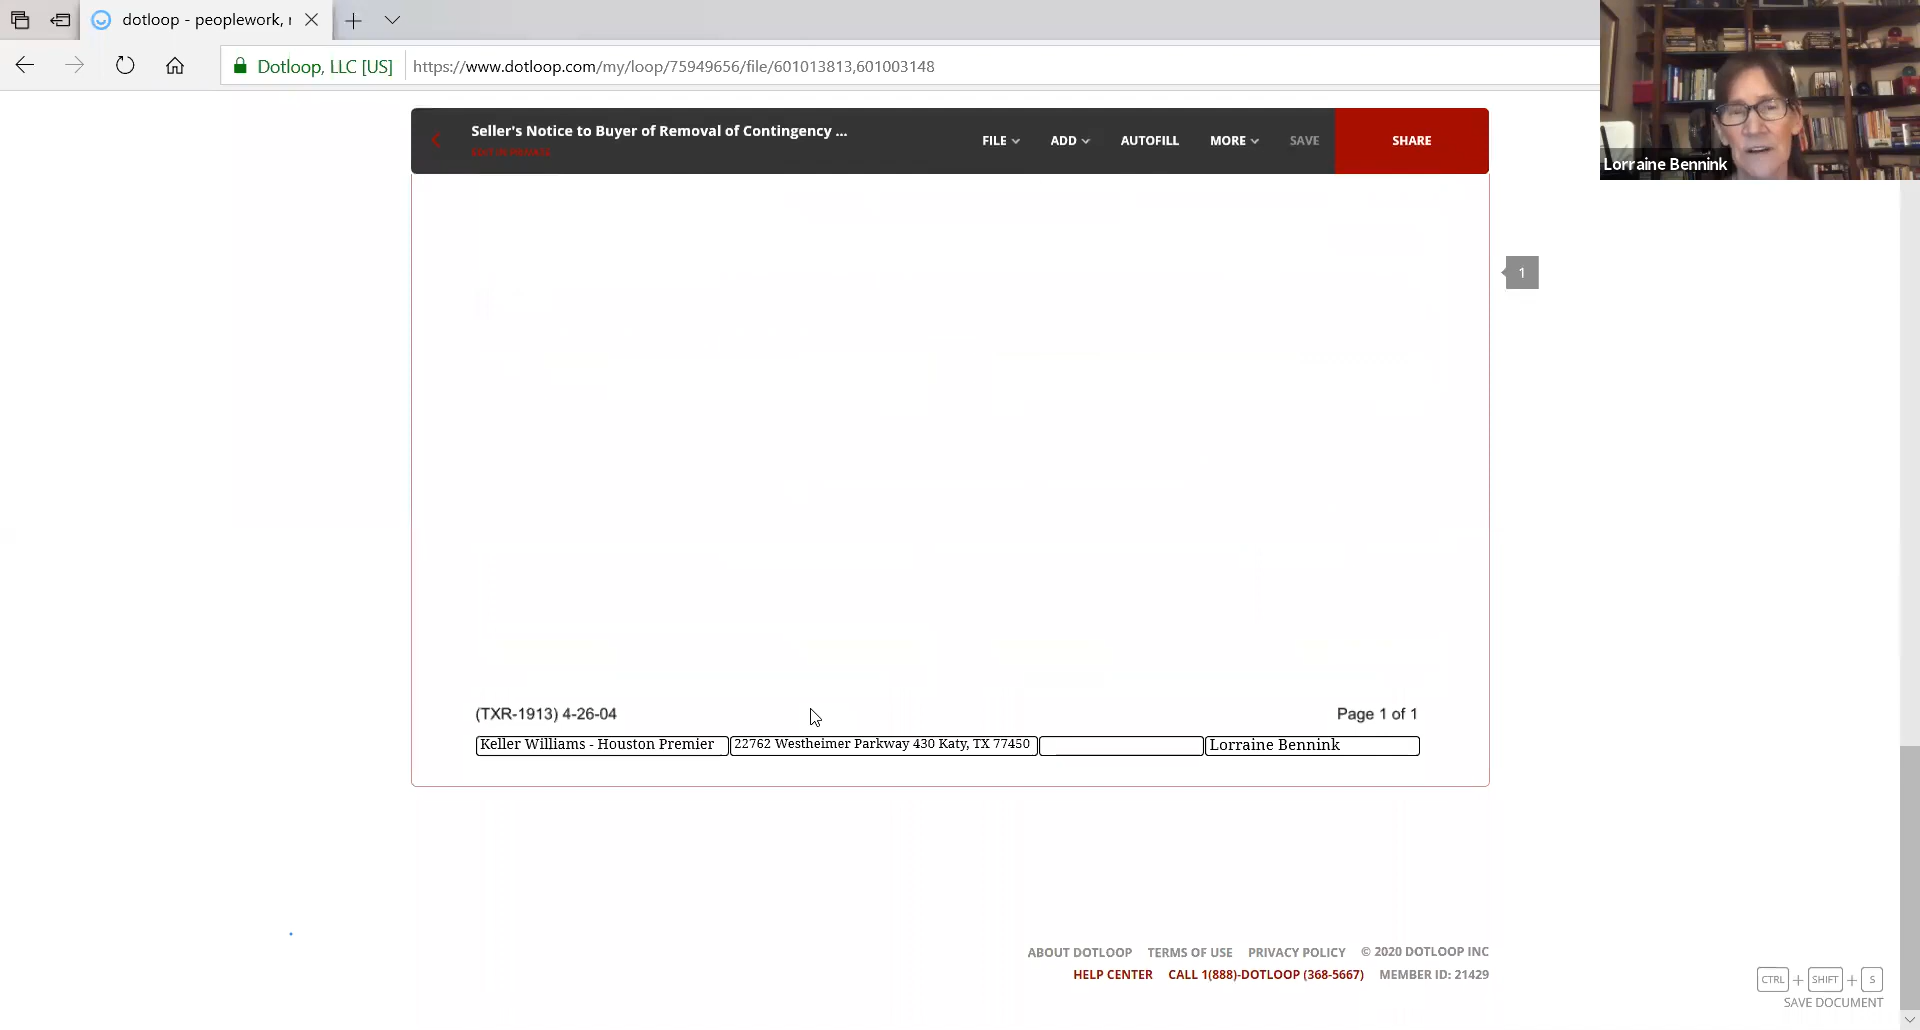 dotloop - peoplework, r
Dotloop, LLC [US]
https://www.dotloop.com/my/loop/75949656/file/601013813,601003148
Lorraine Bennink
Seller's Notice to Buyer of Removal of Contingency ...
EDIT IN PRIVATE
FILE
ADD
AUTOFILL
MORE
SAVE
SHARE
1
(TXR-1913) 4-26-04
Page 1 of 1
Keller Williams - Houston Premier
22762 Westheimer Parkway 430 Katy, TX 77450
Lorraine Bennink
ABOUT DOTLOOP TERMS OF USE PRIVACY POLICY © 2020 DOTLOOP INC
HELP CENTER CALL 1(888)-DOTLOOP (368-5667) MEMBER ID: 21429
CTRL + SHIFT + S
SAVE DOCUMENT